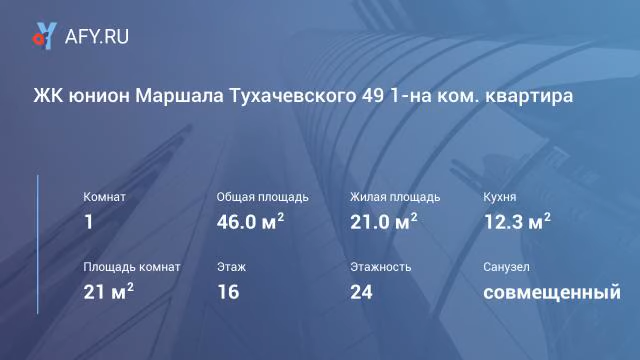 AFY.RU
ЖК юнион Маршала Тухачевского 49 1-на ком. квартира
Комнат
1
Общая площадь
46.0 м²
Жилая площадь
21.0 м²
Кухня
12.3 м²
Площадь комнат
21 м²
Этаж
16
Этажность
24
Санузел
совмещенный